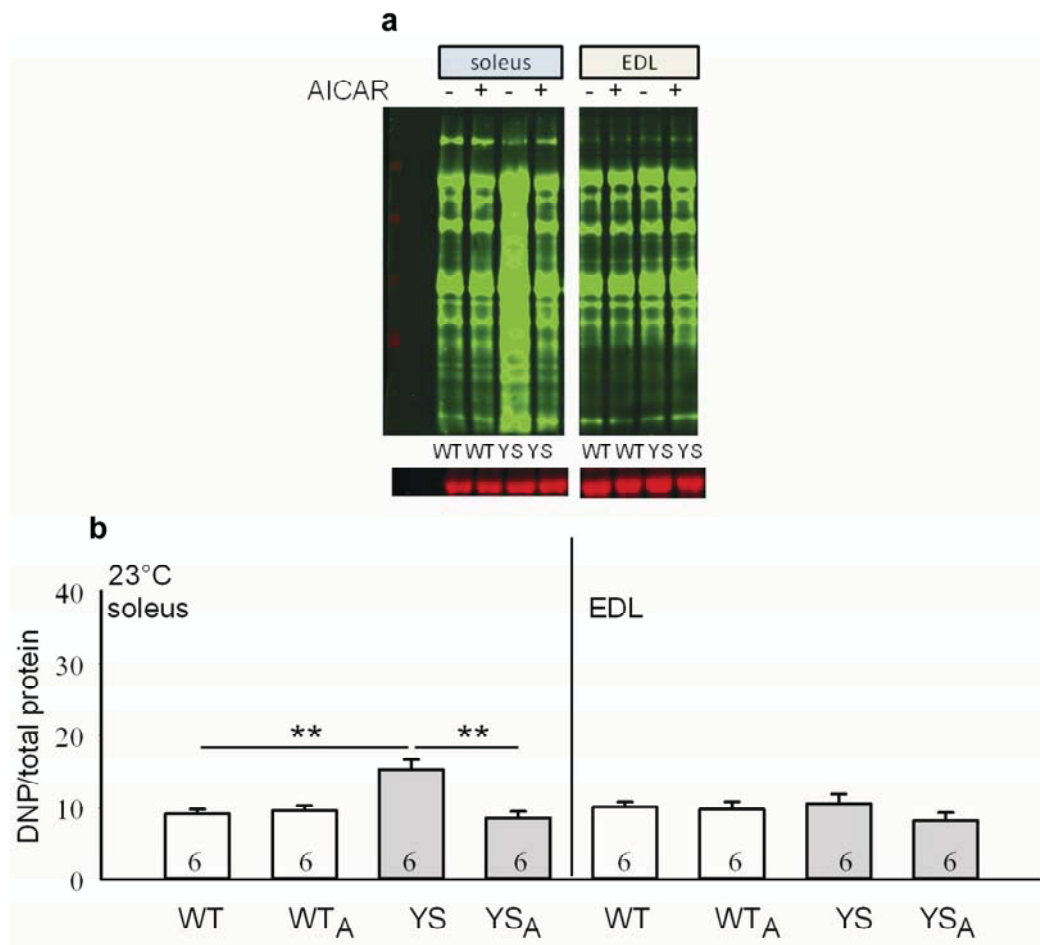 a
soleus EDL
AICAR - + - + - + - +
WT WT YS YS WT WT YS YS
b
23°C
soleus EDL
DNP/total protein
40
30
20
10
0
** **
6 6 6 6 6 6 6 6
WT WTA YS YSA WT WTA YS YSA